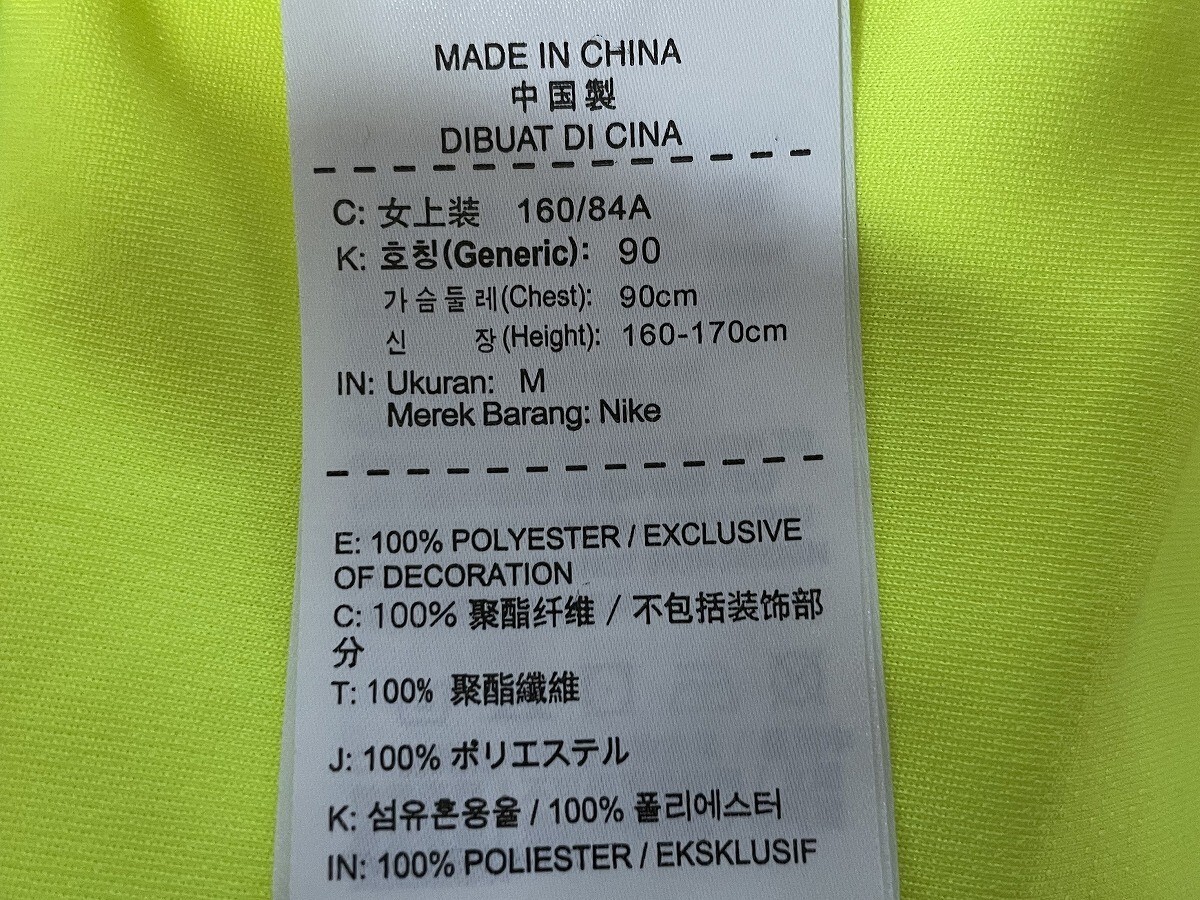 MADE IN CHINA
中国製
DIBUAT DI CINA
C: 女上装 160/84A
K: 호칭(Generic): 90
가슴둘레(Chest): 90cm
신 장(Height): 160-170cm
IN: Ukuran: M
Merek Barang: Nike
E: 100% POLYESTER / EXCLUSIVE
OF DECORATION
C: 100% 聚酯纤维 / 不包括装饰部
分
T: 100% 聚酯纖維
J: 100% ポリエステル
K: 섬유혼용율 / 100% 폴리에스터
IN: 100% POLIESTER / EKSKLUSIF